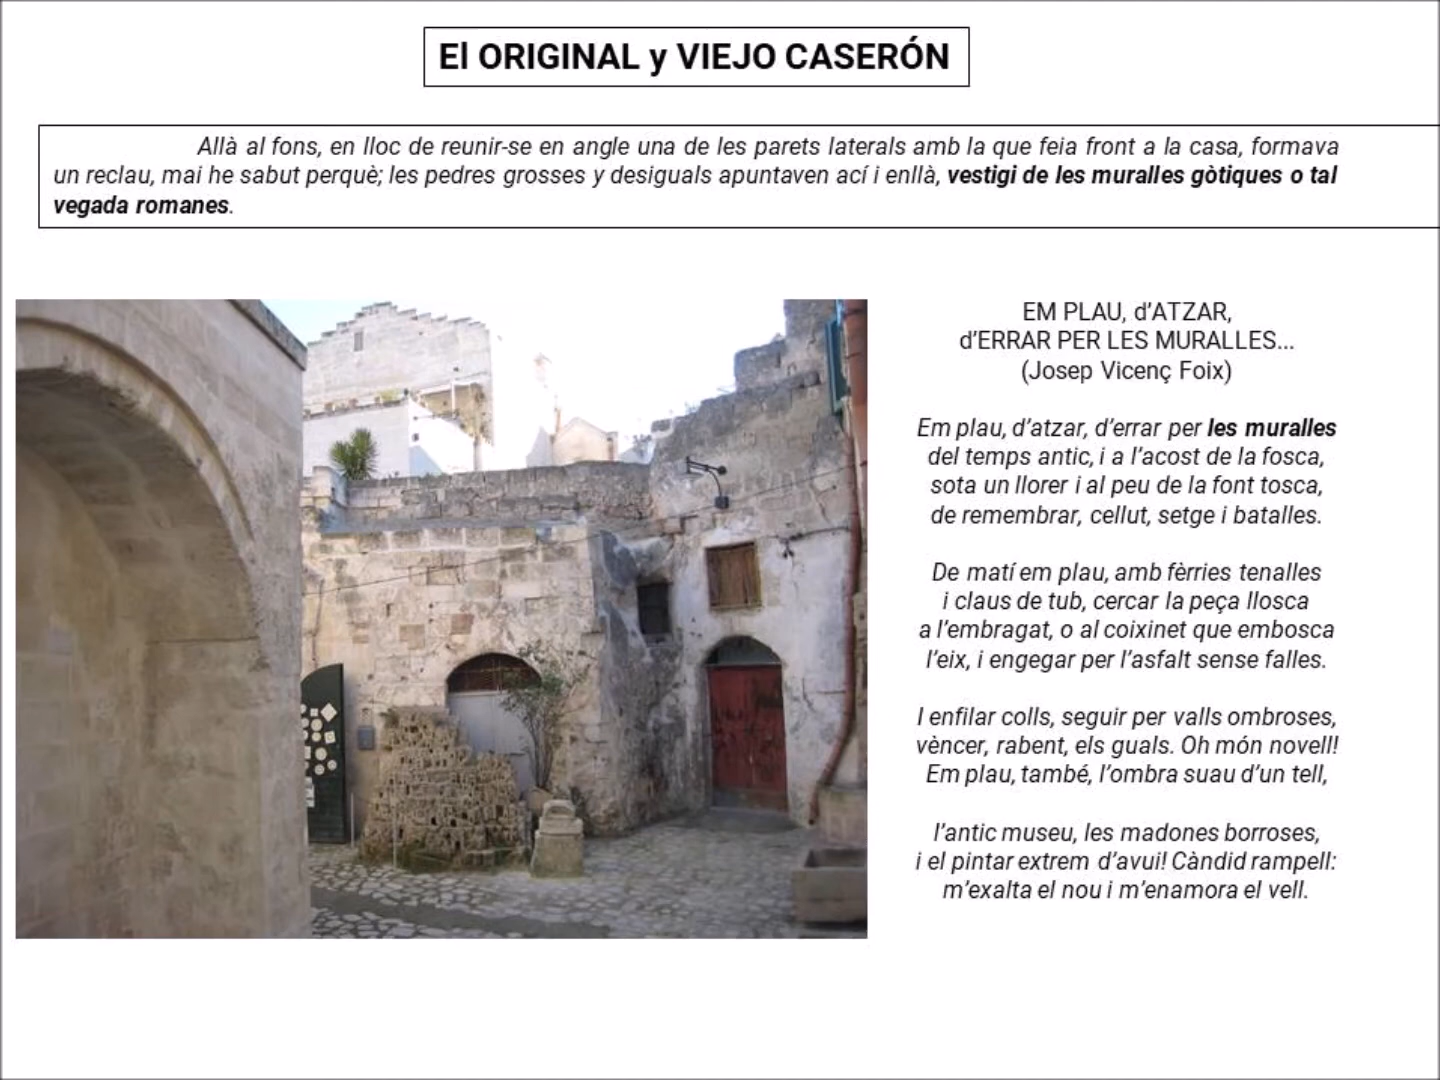 El ORIGINAL y VIEJO CASERÓN
Allà al fons, en lloc de reunir-se en angle una de les parets laterals amb la que feia front a la casa, formava
un reclau, mai he sabut perquè; les pedres grosses y desiguals apuntaven ací i enllà, vestigi de les muralles gòtiques o tal
vegada romanes.
EM PLAU, d’ATZAR,
d’ERRAR PER LES MURALLES...
(Josep Vicenç Foix)
Em plau, d’atzar, d’errar per les muralles
del temps antic, i a l’acost de la fosca,
sota un llorer i al peu de la font tosca,
de remembrar, cellut, setge i batalles.
De matí em plau, amb fèrries tenalles
i claus de tub, cercar la peça llosca
a l’embragat, o al coixinet que embosca
l’eix, i engegar per l’asfalt sense falles.
I enfilar colls, seguir per valls ombroses,
vèncer, rabent, els guals. Oh món novell!
Em plau, també, l’ombra suau d’un tell,
l’antic museu, les madones borroses,
i el pintar extrem d’avui! Càndid rampell:
m’exalta el nou i m’enamora el vell.